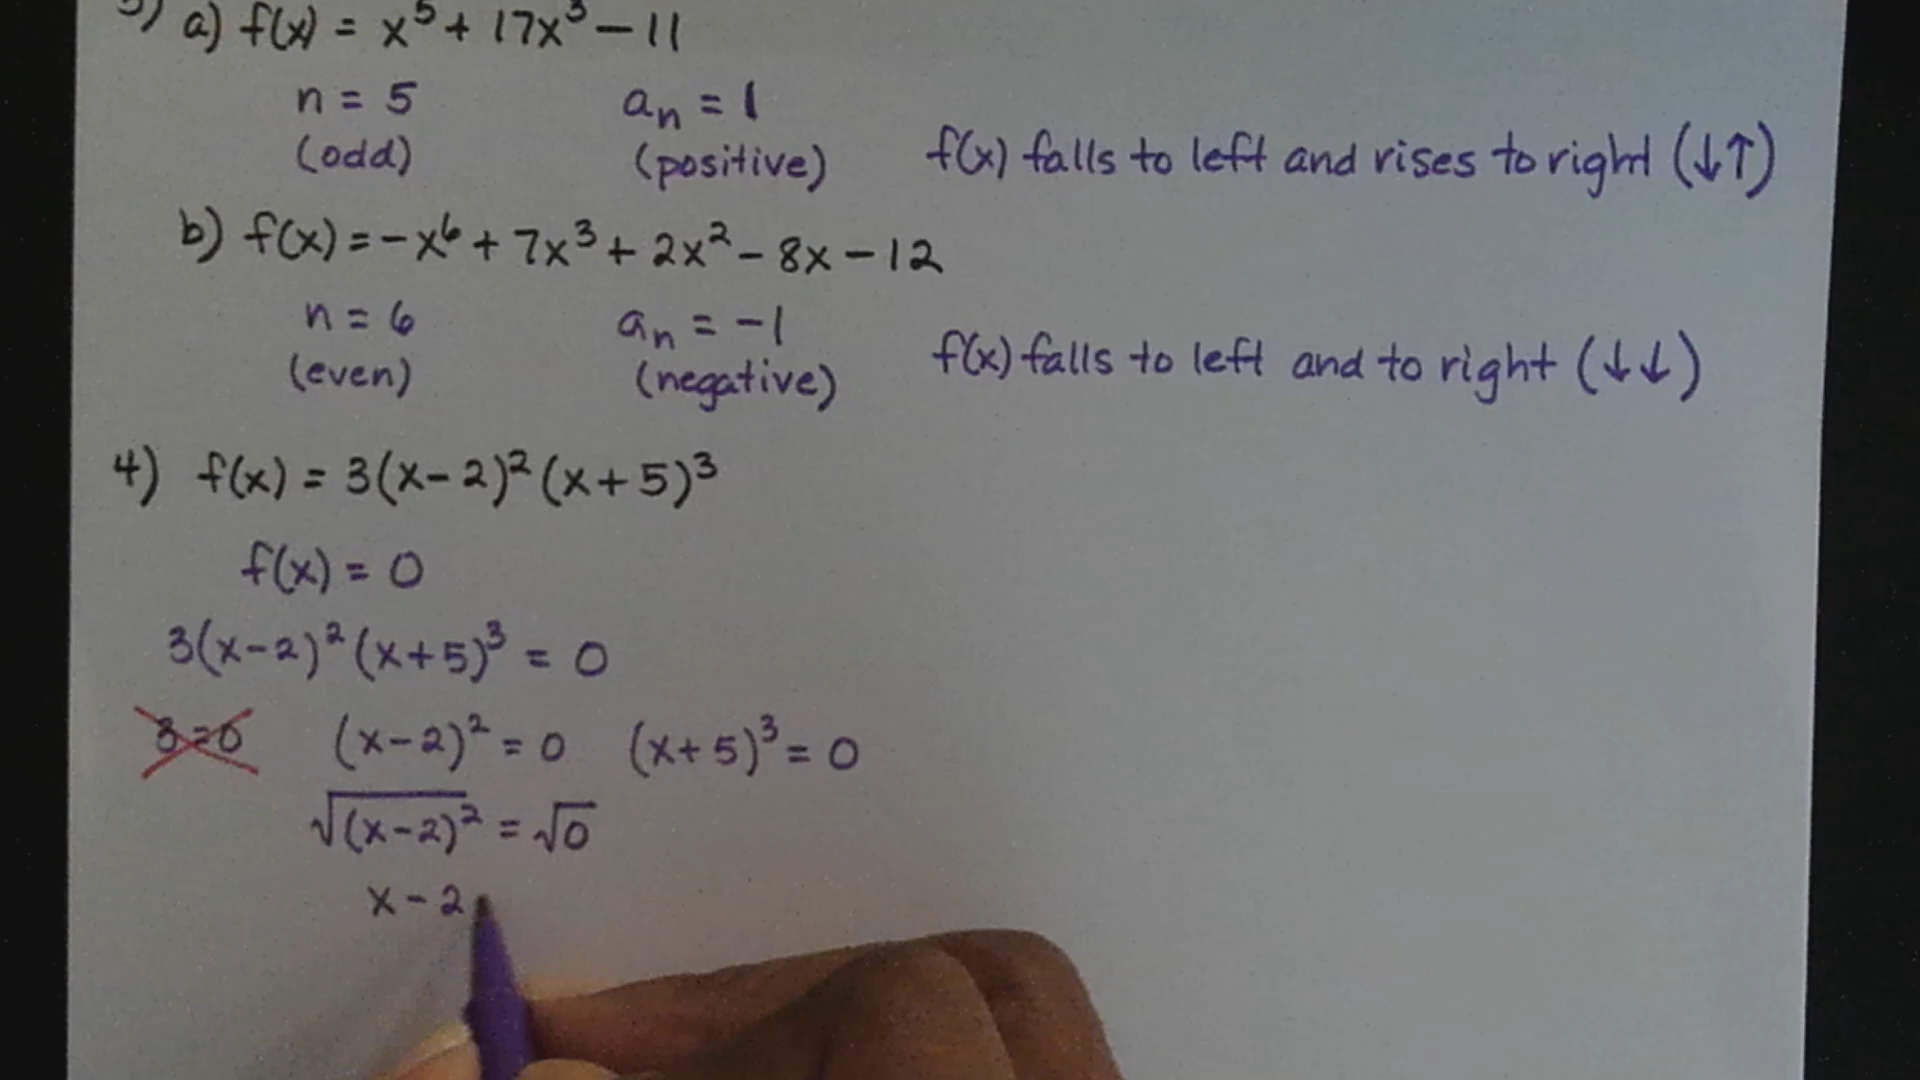 a) f(x) = x⁵ + 17x³ - 11
n = 5 aₙ = 1
(odd) (positive) f(x) falls to left and rises to right (↓↑)
b) f(x) = -x⁶ + 7x³ + 2x² - 8x - 12
n = 6 aₙ = -1
(even) (negative) f(x) falls to left and to right (↓↓)
4) f(x) = 3(x-2)²(x+5)³
f(x) = 0
3(x-2)²(x+5)³ = 0
3=0 (x-2)² = 0 (x+5)³ = 0
√(x-2)² = √0
x - 2